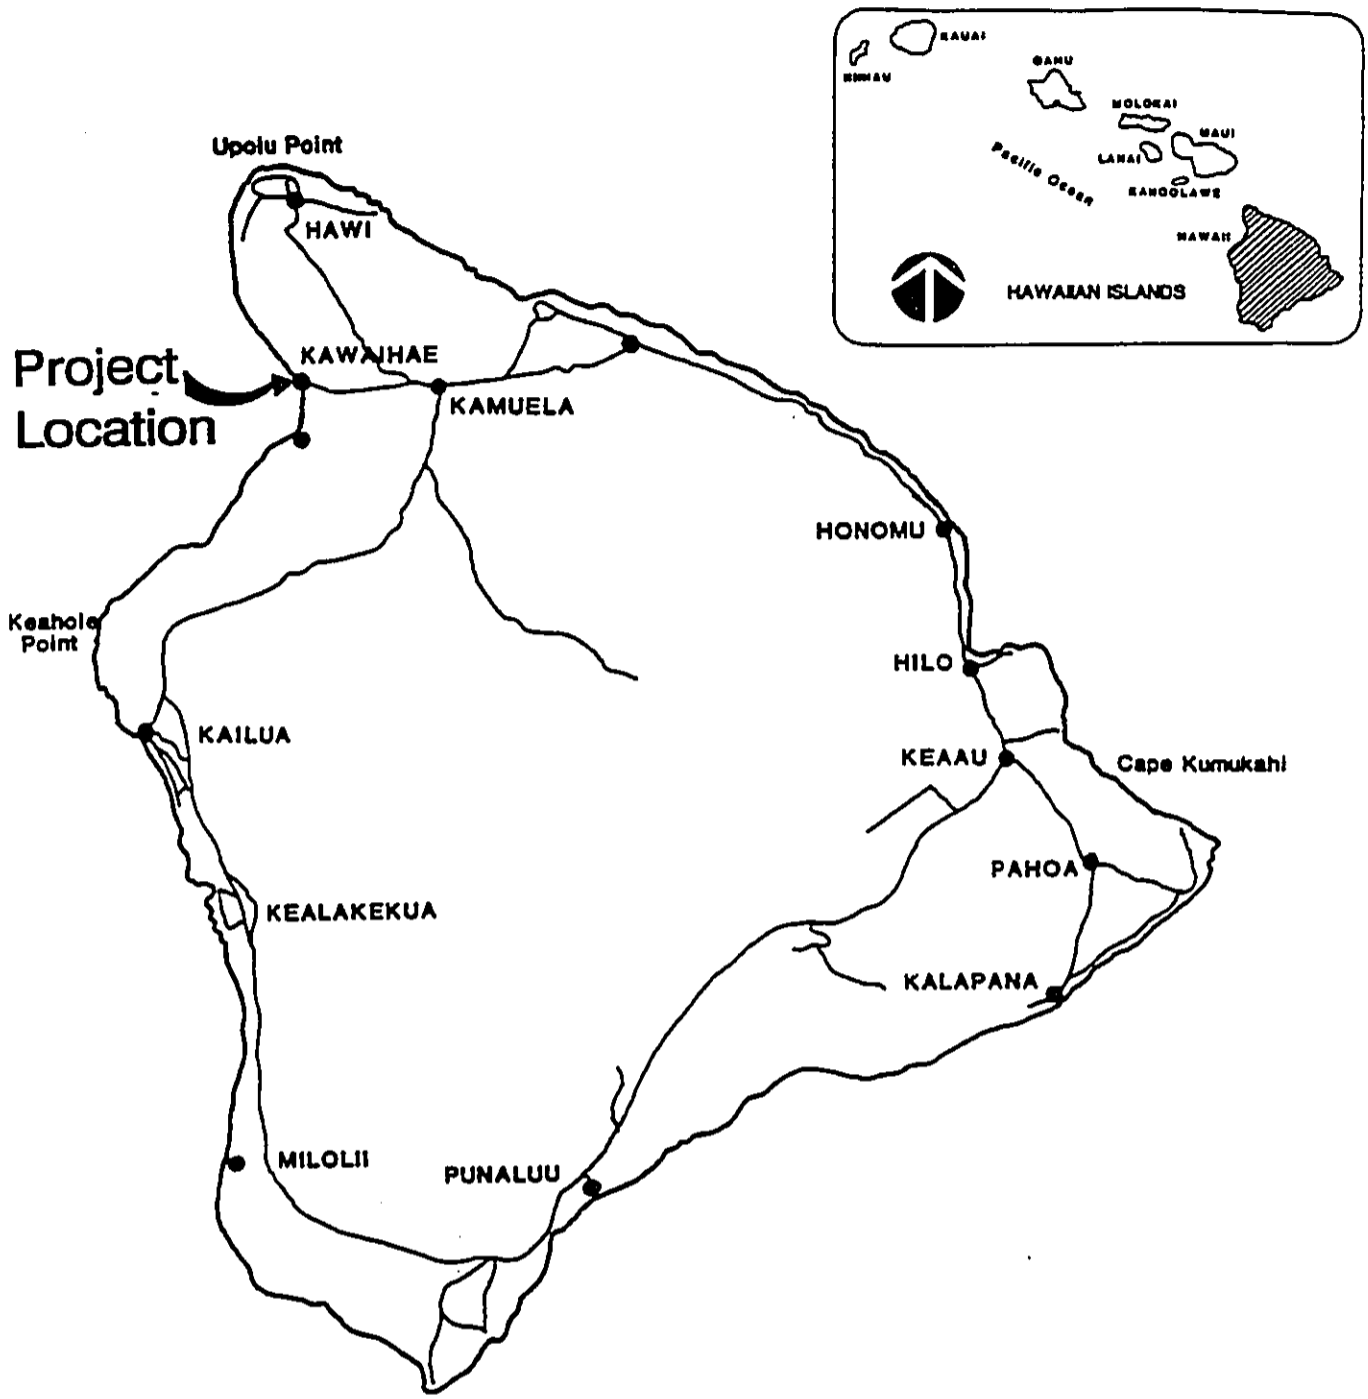 KAUAI
NIIHAU
OAHU
MOLOKAI
MAUI
LANAI
Pacific Ocean
KAHOOLAWE
HAWAII
HAWAIIAN ISLANDS
Upolu Point
HAWI
KAWAIHAE
Project
Location
KAMUELA
HONOMU
Keahole
Point
HILO
KAILUA
KEAAU
Cape Kumukahi
PAHOA
KEALAKEKUA
KALAPANA
MILOLII
PUNALUU